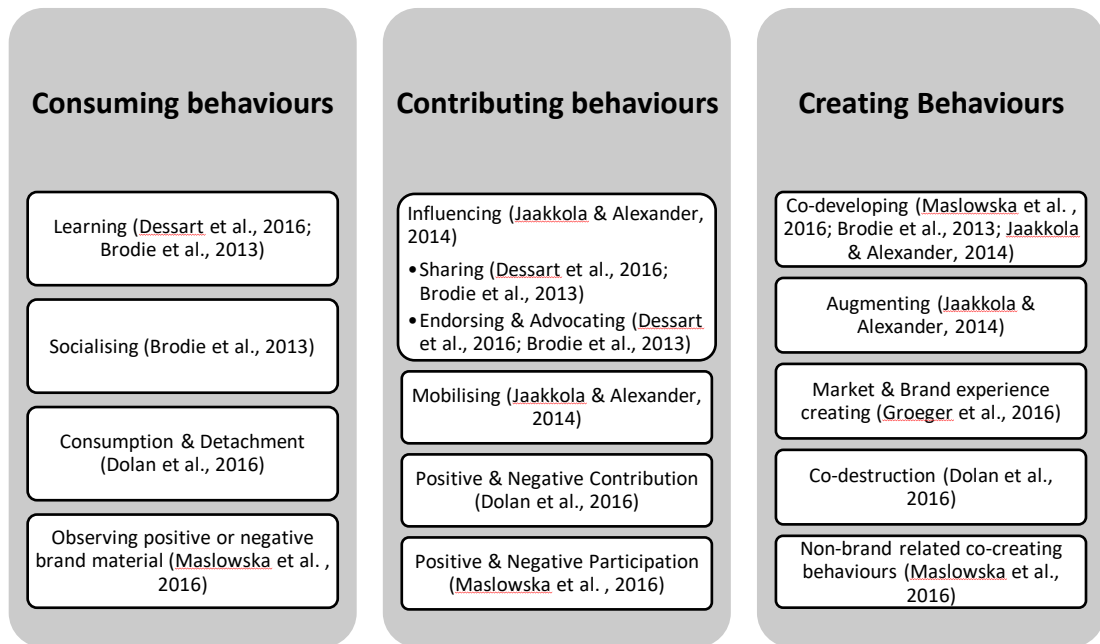 Consuming behaviours
Learning (Dessart et al., 2016;
Brodie et al., 2013)
Socialising (Brodie et al., 2013)
Consumption & Detachment
(Dolan et al., 2016)
Observing positive or negative
brand material (Maslowska et al. ,
2016)
Contributing behaviours
Influencing (Jaakkola & Alexander,
2014)
•Sharing (Dessart et al., 2016;
Brodie et al., 2013)
•Endorsing & Advocating (Dessart
et al., 2016; Brodie et al., 2013)
Mobilising (Jaakkola & Alexander,
2014)
Positive & Negative Contribution
(Dolan et al., 2016)
Positive & Negative Participation
(Maslowska et al., 2016)
Creating Behaviours
Co-developing (Maslowska et al. ,
2016; Brodie et al., 2013; Jaakkola
& Alexander, 2014)
Augmenting (Jaakkola &
Alexander, 2014)
Market & Brand experience
creating (Groeger et al., 2016)
Co-destruction (Dolan et al.,
2016)
Non-brand related co-creating
behaviours (Maslowska et al.,
2016)